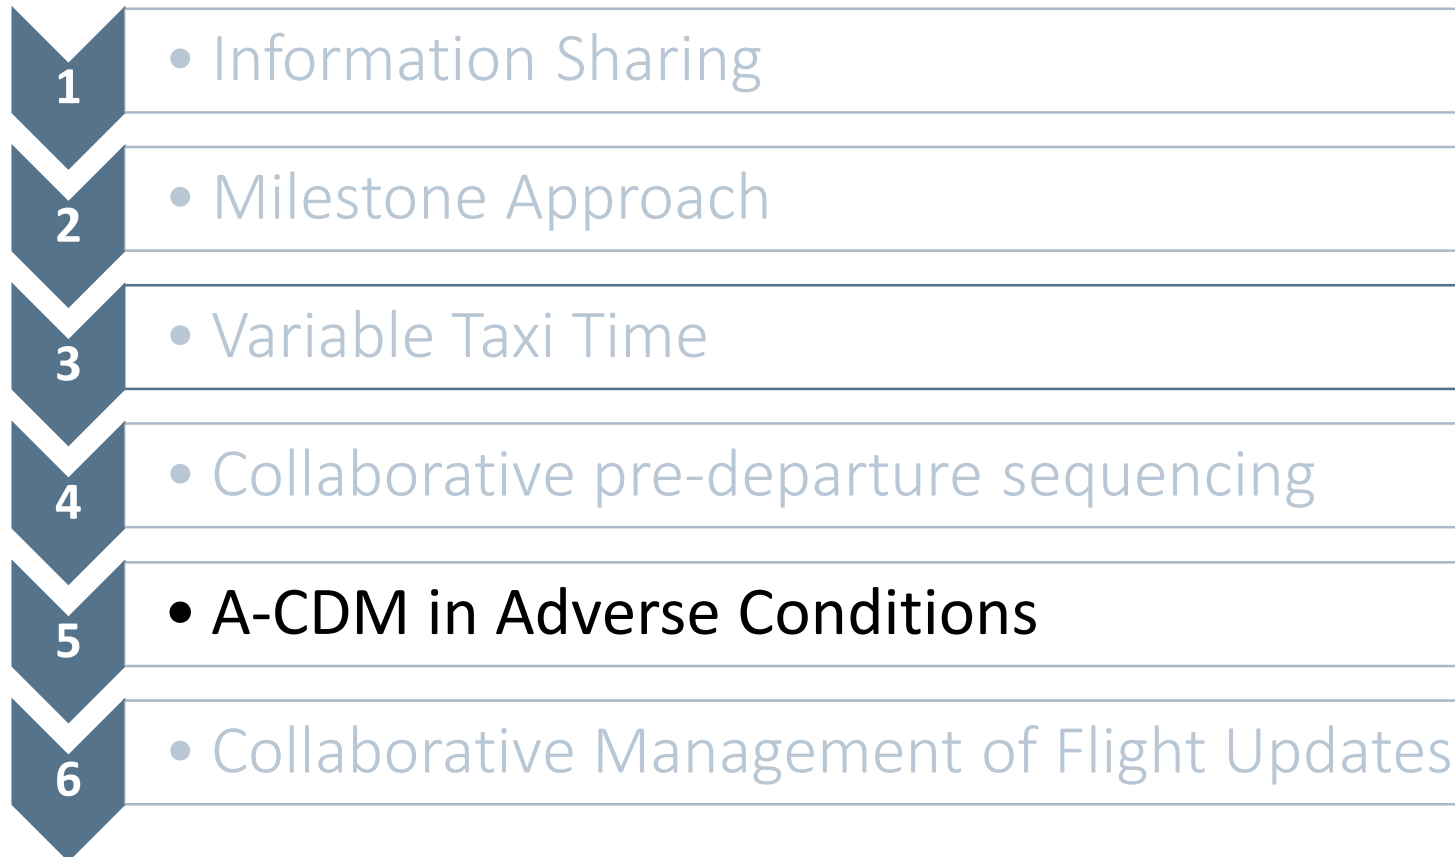 1
• Information Sharing
2
• Milestone Approach
3
• Variable Taxi Time
4
• Collaborative pre-departure sequencing
5
• A-CDM in Adverse Conditions
6
• Collaborative Management of Flight Updates